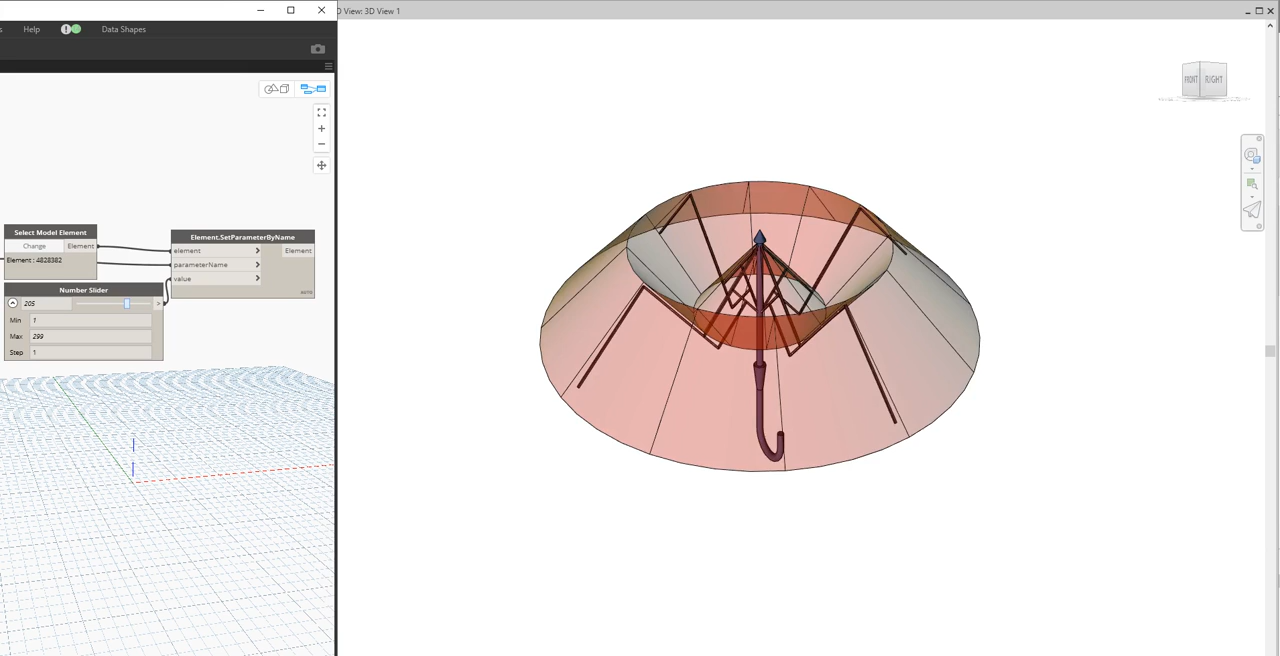 D View: 3D View 1
s Help ! Data Shapes
Select Model Element
Change Element
Element : 4828382
Element.SetParameterByName
element > Element
parameterName >
value >
AUTO
Number Slider
205 >
Min 1
Max 299
Step 1
FRONT RIGHT